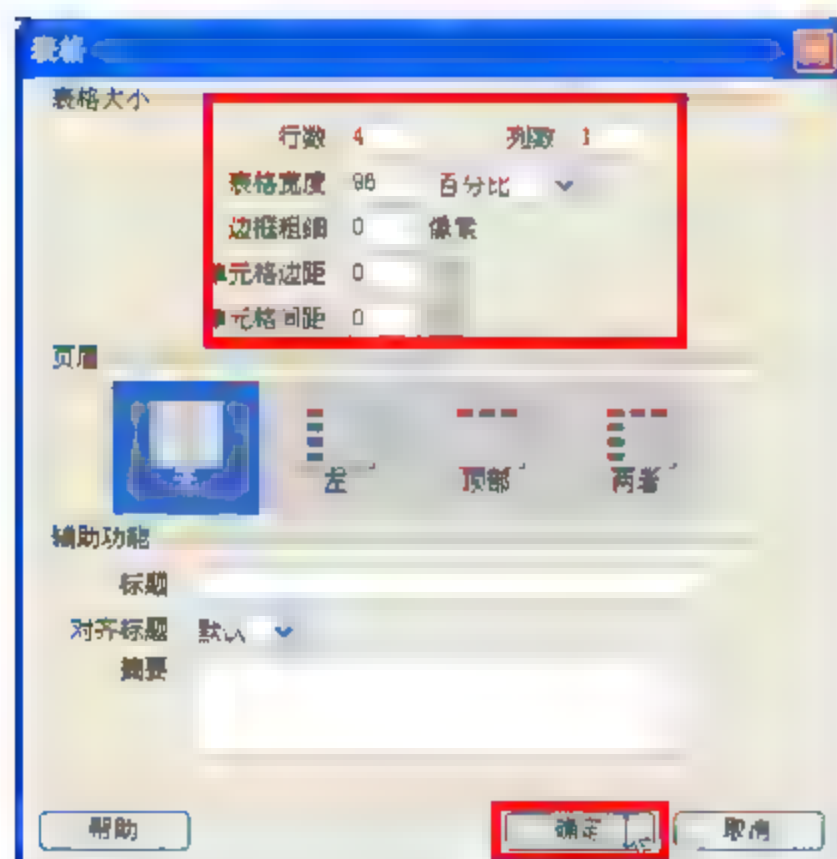 表格
表格大小
行数 4 列数 1
表格宽度 96 百分比
边框粗细 0 像素
单元格边距 0
单元格间距 0
页眉
左 顶部 两者
辅助功能
标题
对齐标题 默认
摘要
帮助 确定 取消